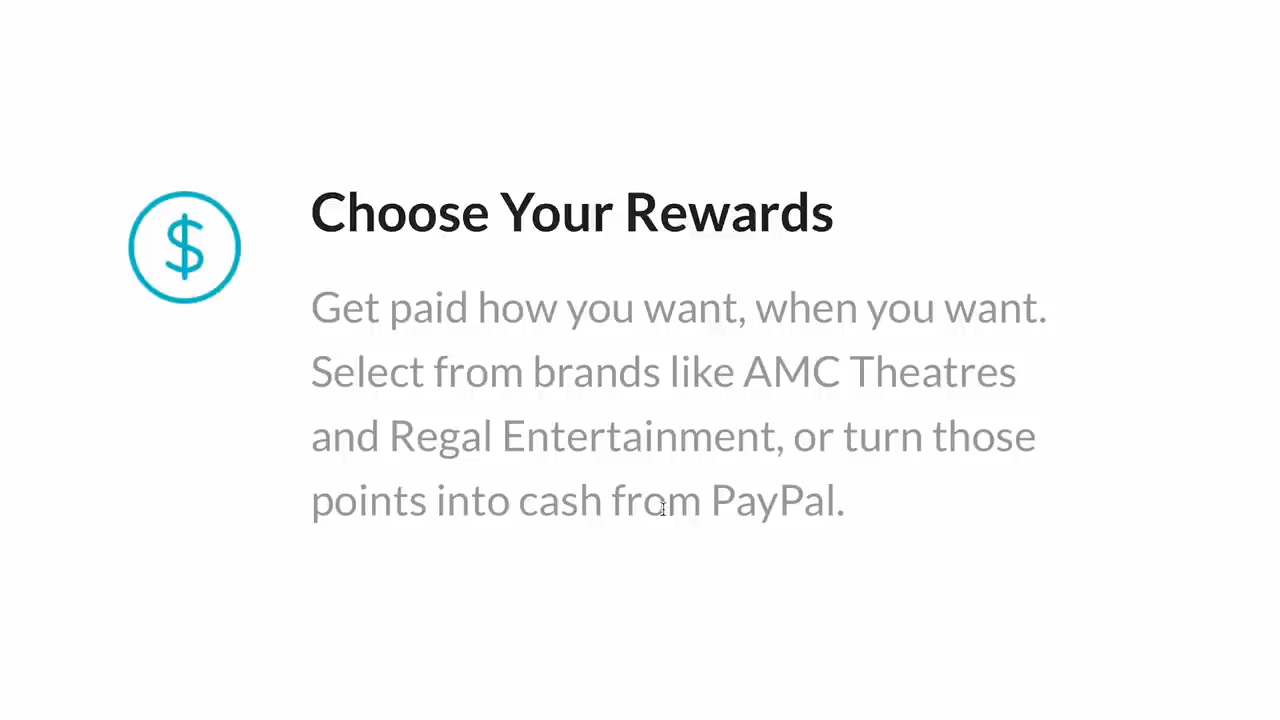 Choose Your Rewards
Get paid how you want, when you want.
Select from brands like AMC Theatres
and Regal Entertainment, or turn those
points into cash from PayPal.